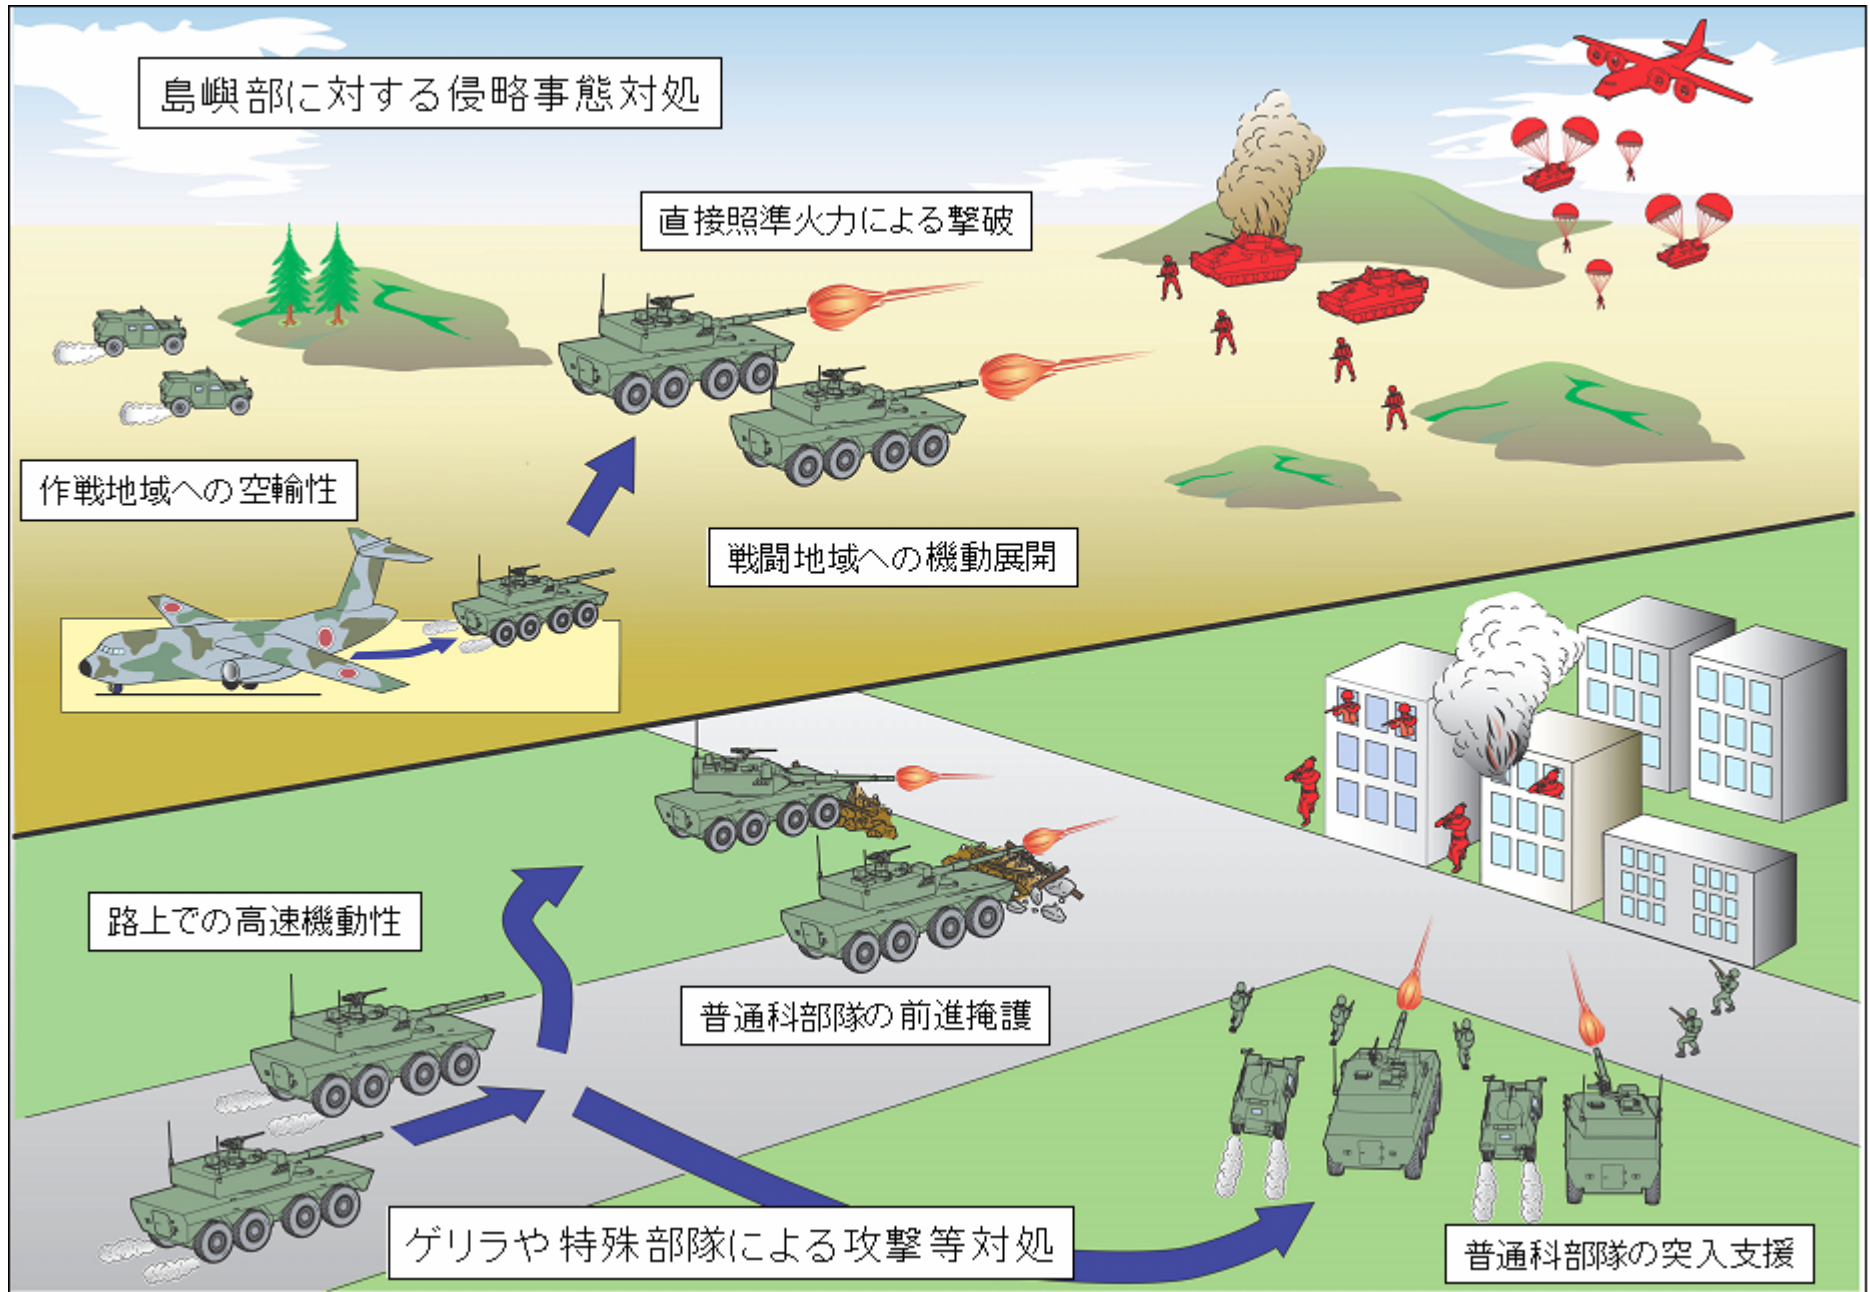 島嶼部に対する侵略事態対処
直接照準火力による撃破
作戦地域への空輸性
戦闘地域への機動展開
路上での高速機動性
普通科部隊の前進掩護
ゲリラや特殊部隊による攻撃等対処
普通科部隊の突入支援